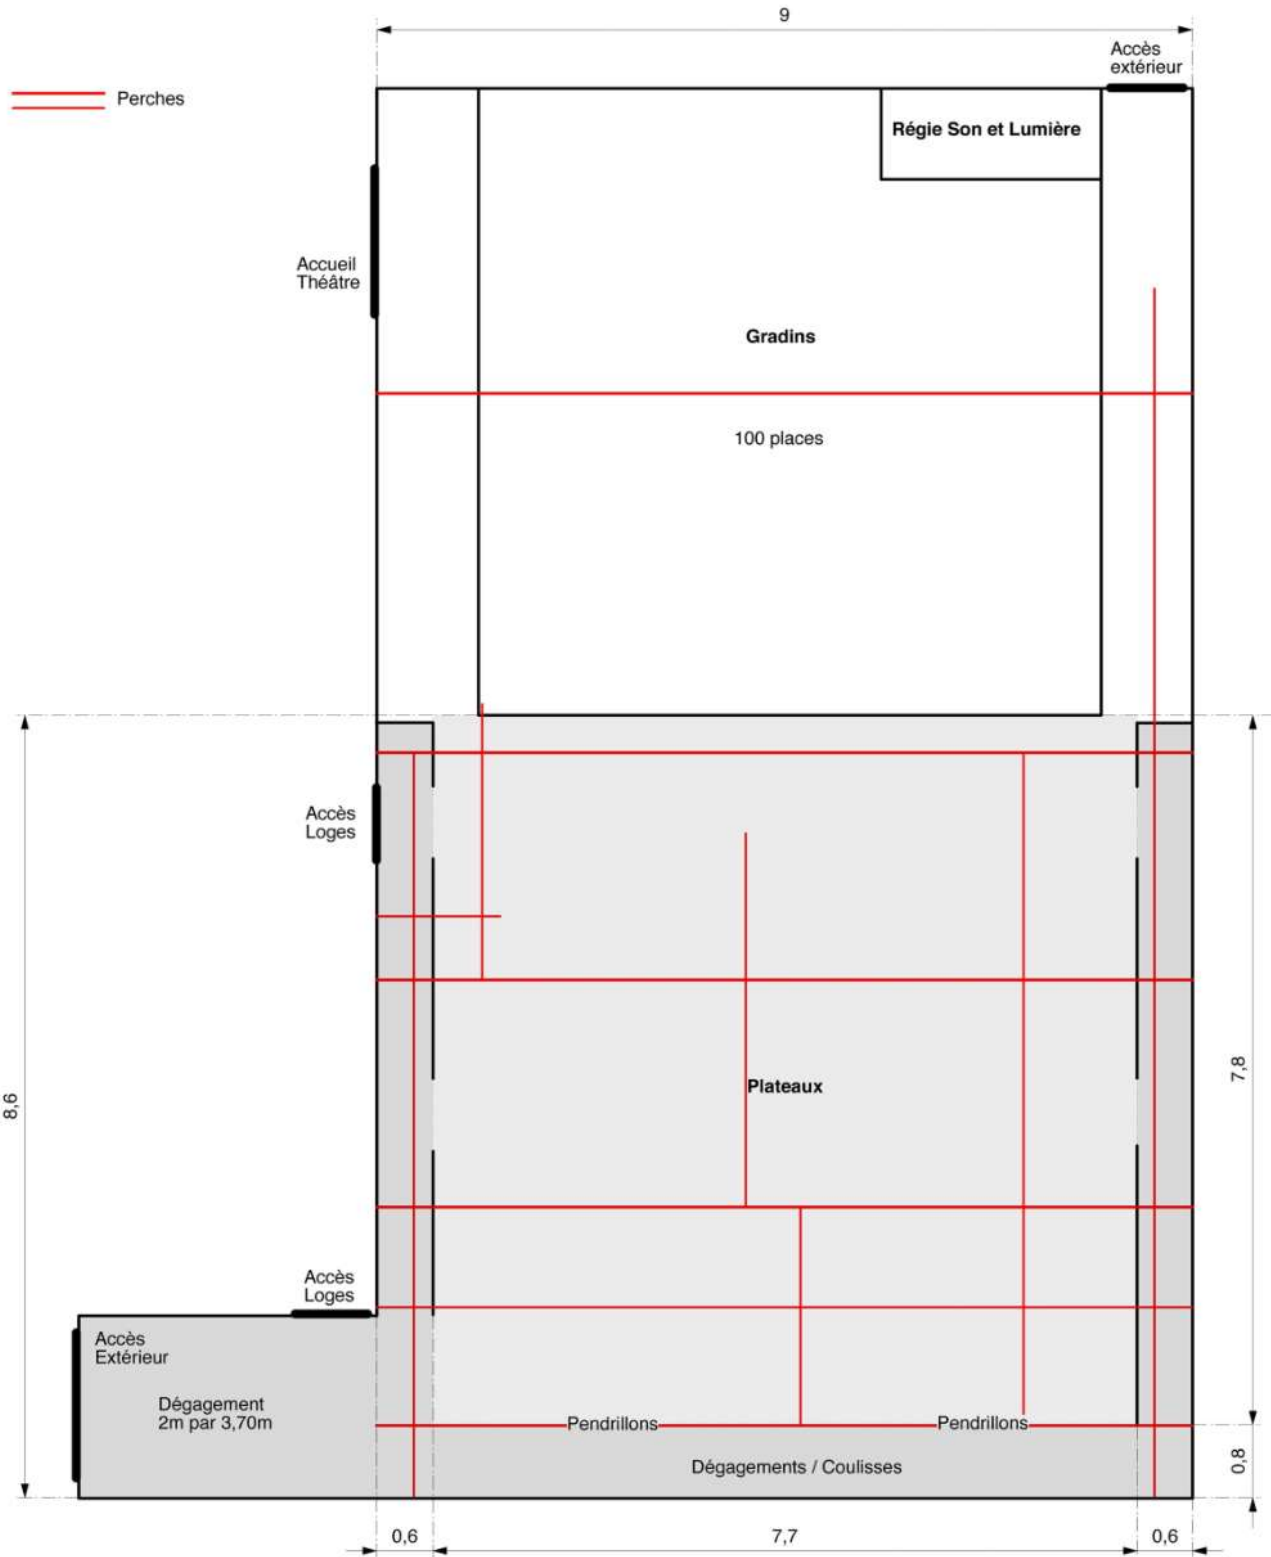 9
Accès
extérieur
Perches
Régie Son et Lumière
Accueil
Théâtre
Gradins
100 places
Accès
Loges
7,8
Plateaux
8,6
Accès
Loges
Accès
Extérieur
Dégagement
2m par 3,70m
Pendrillons
Pendrillons
Dégagements / Coulisses
0,8
0,6
7,7
0,6